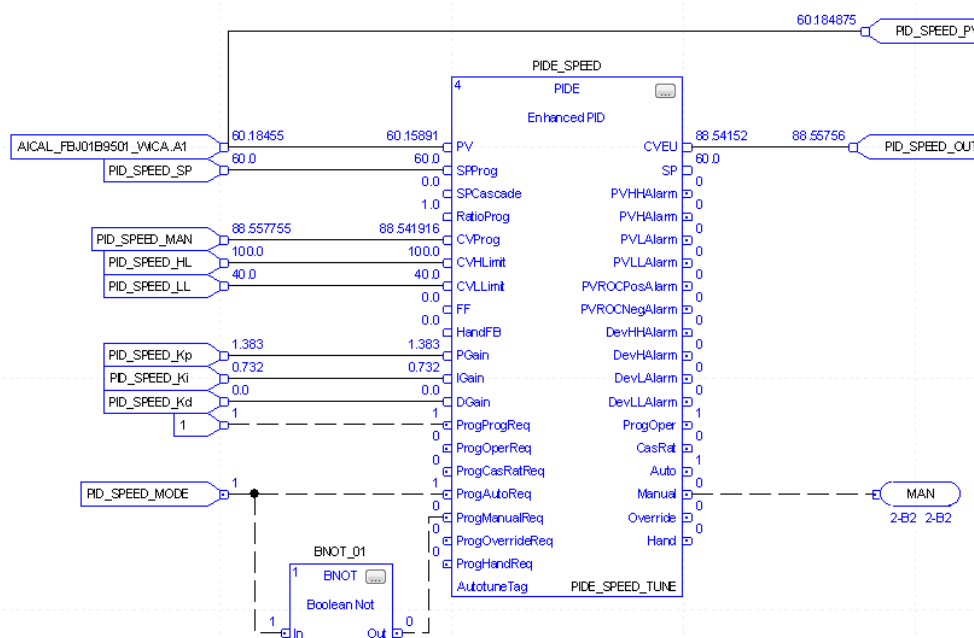 60.184875
PID_SPEED_PV
PIDE_SPEED
4
PIDE
...
Enhanced PID
AICAL_FBJ01B9501_WICA.A1
60.18455
60.15891
PV
CVEU
88.54152
88.55756
PID_SPEED_OUT
PID_SPEED_SP
60.0
60.0
SPProg
SP
60.0
0.0
SPCascade
PVHHAlarm
0
1.0
RatioProg
PVHAlarm
0
PID_SPEED_MAN
88.557755
88.541916
CVProg
PVLAlarm
0
PID_SPEED_HL
100.0
100.0
CVHLimit
PVLLAlarm
0
PID_SPEED_LL
40.0
40.0
CVLLimit
PVROCPosAlarm
0
0.0
FF
PVROCNegAlarm
0
0.0
HandFB
DevHHAlarm
0
PID_SPEED_Kp
1.383
1.383
PGain
DevHAlarm
0
PID_SPEED_Ki
0.732
0.732
IGain
DevLAlarm
0
PID_SPEED_Kd
0.0
0.0
DGain
DevLLAlarm
0
1
1
1
ProgProgReq
ProgOper
1
0
ProgOperReq
CasRat
0
0
ProgCasRatReq
Auto
1
PID_SPEED_MODE
1
1
ProgAutoReq
Manual
0
MAN
0
ProgManualReq
Override
0
2-B2 2-B2
0
ProgOverrideReq
Hand
0
0
ProgHandReq
AutotuneTag
PIDE_SPEED_TUNE
BNOT_01
1
BNOT
...
Boolean Not
1
In
Out
0